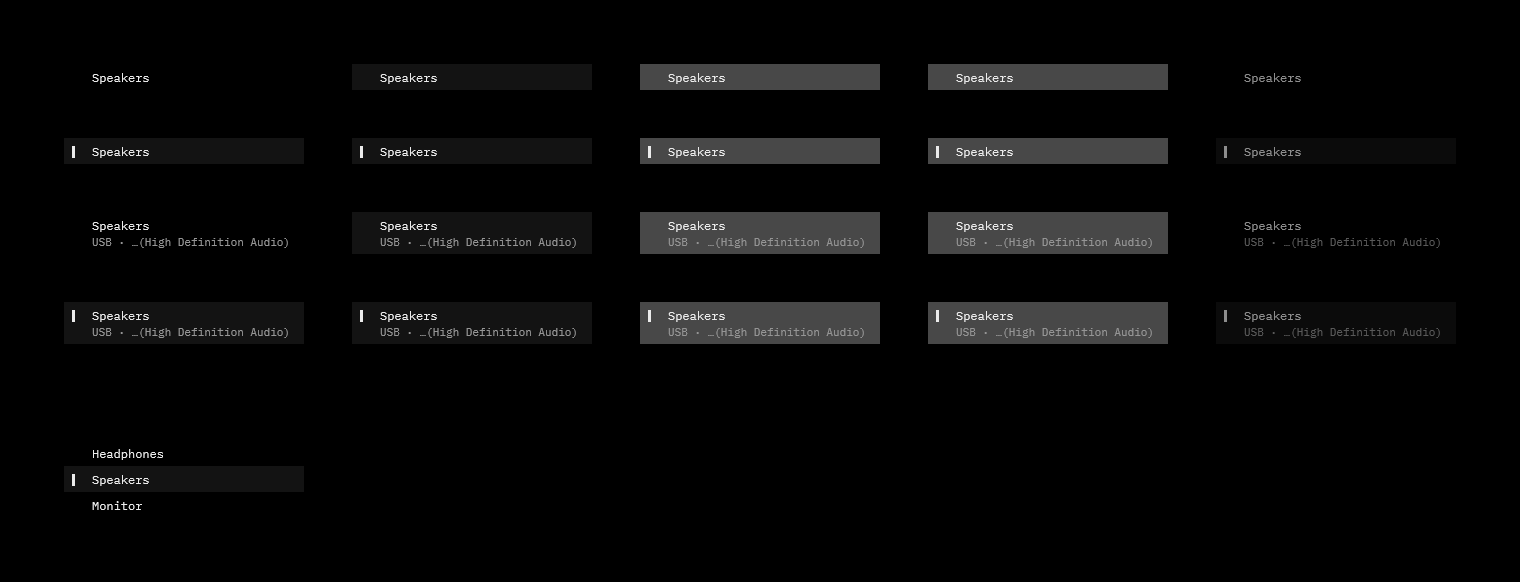 Speakers Speakers Speakers Speakers Speakers
Speakers Speakers Speakers Speakers Speakers
Speakers Speakers Speakers Speakers Speakers
USB · …(High Definition Audio) USB · …(High Definition Audio) USB · …(High Definition Audio) USB · …(High Definition Audio) USB · …(High Definition Audio)
Speakers Speakers Speakers Speakers Speakers
USB · …(High Definition Audio) USB · …(High Definition Audio) USB · …(High Definition Audio) USB · …(High Definition Audio) USB · …(High Definition Audio)
Headphones
Speakers
Monitor